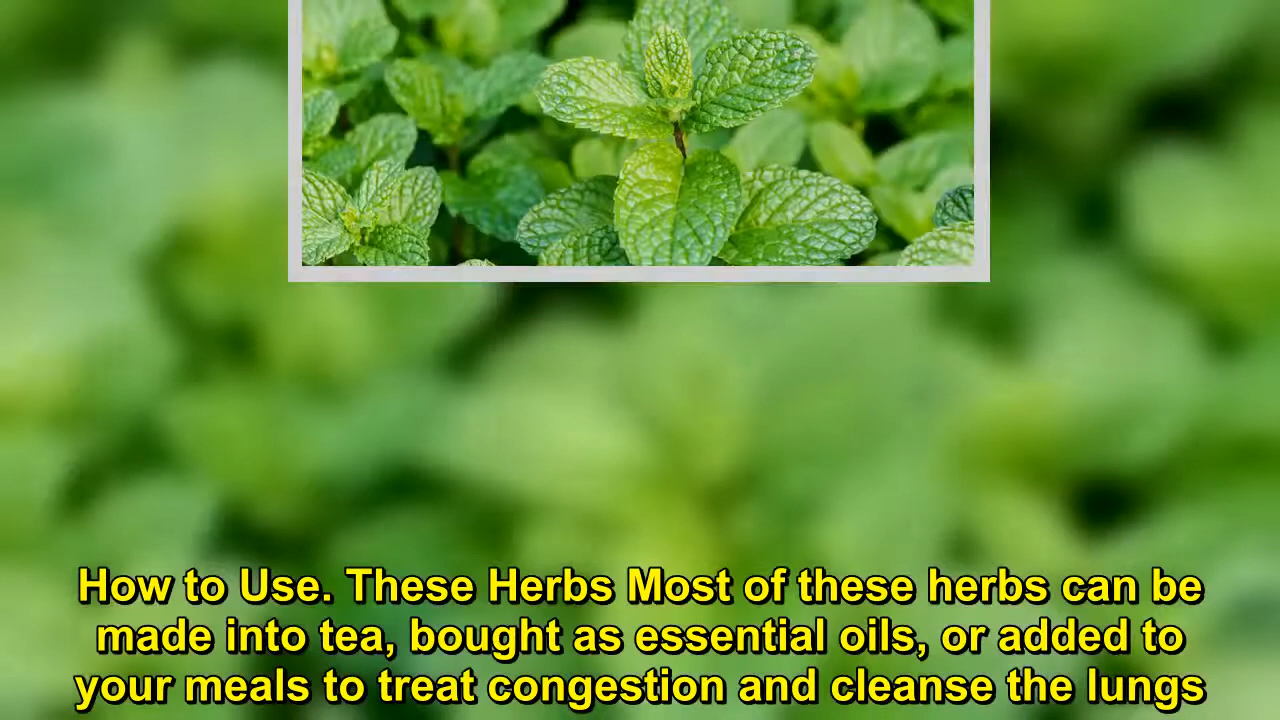 How to Use. These Herbs Most of these herbs can be
made into tea, bought as essential oils, or added to
your meals to treat congestion and cleanse the lungs